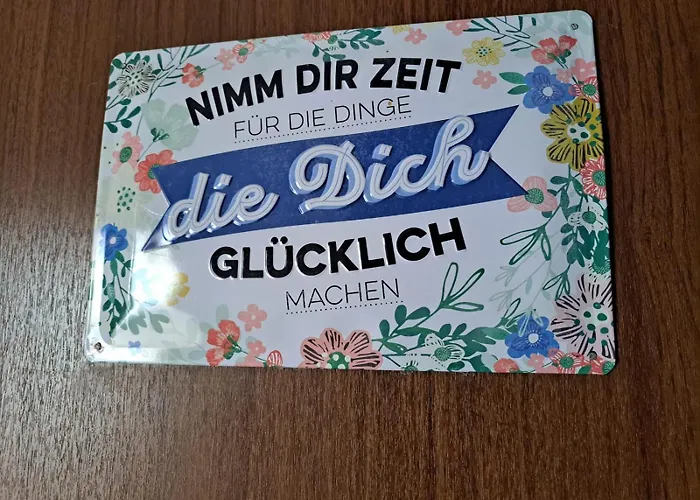 NIMM DIR ZEIT
FÜR DIE DINGE
die Dich
GLÜCKLICH
MACHEN